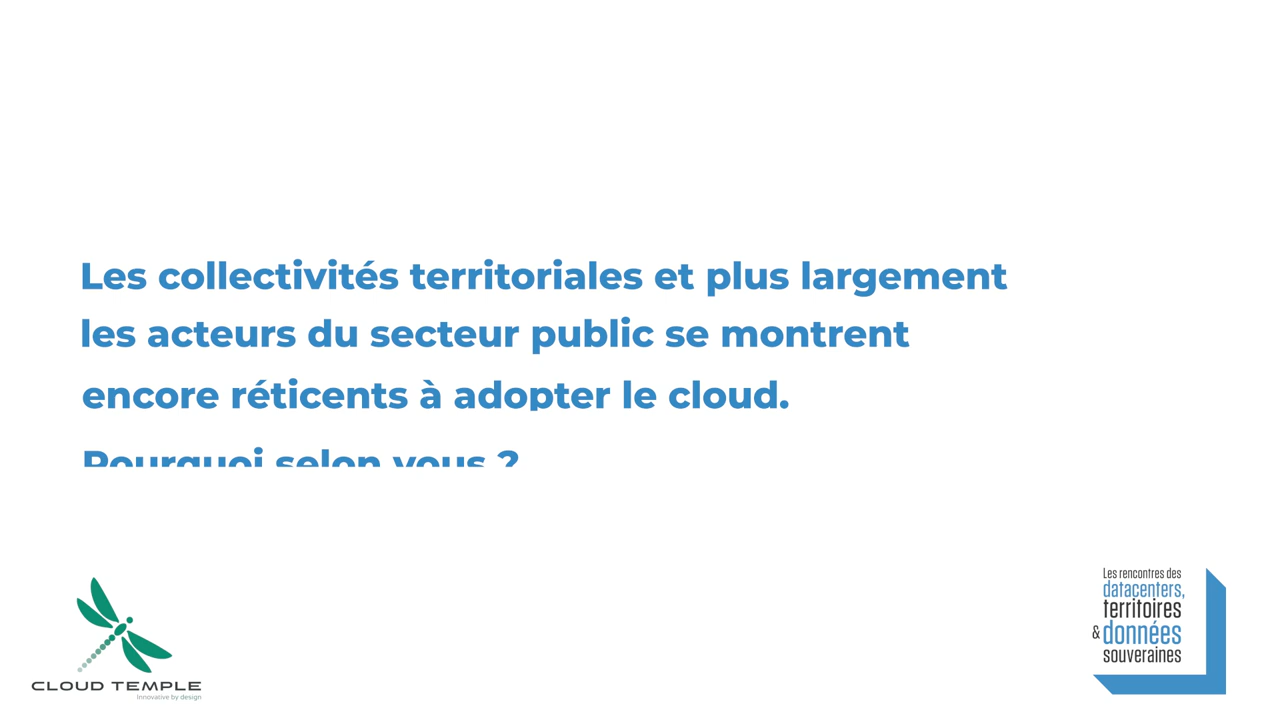 Les collectivités territoriales et plus largement
les acteurs du secteur public se montrent
encore réticents à adopter le cloud.
Pourquoi selon vous ?
CLOUD TEMPLE
Innovative by design
Les rencontres des
datacenters,
territoires
& données
souveraines